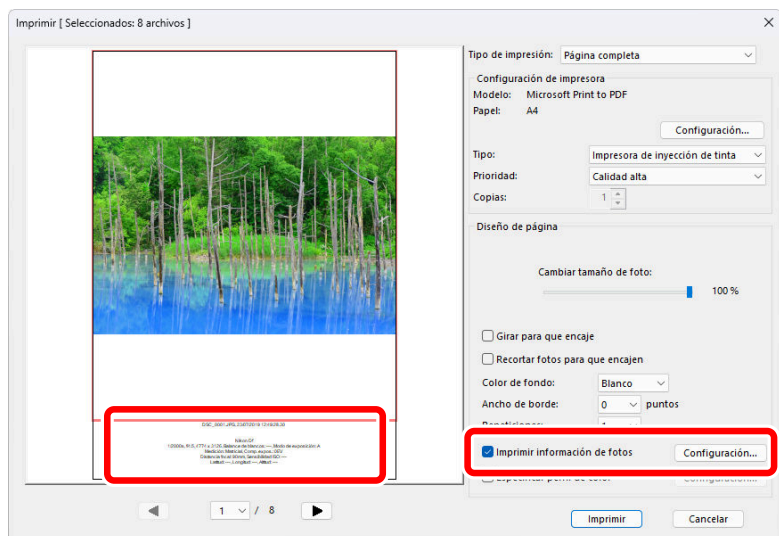 Imprimir [ Seleccionados: 8 archivos ]
Tipo de impresión: Página completa
Configuración de impresora
Modelo: Microsoft Print to PDF
Papel: A4
Configuración...
Tipo: Impresora de inyección de tinta
Prioridad: Calidad alta
Copias: 1
Diseño de página
Cambiar tamaño de foto:
100 %
Girar para que encaje
Recortar fotos para que encajen
Color de fondo: Blanco
Ancho de borde: 0 puntos
Imprimir información de fotos Configuración...
1 / 8
Imprimir Cancelar